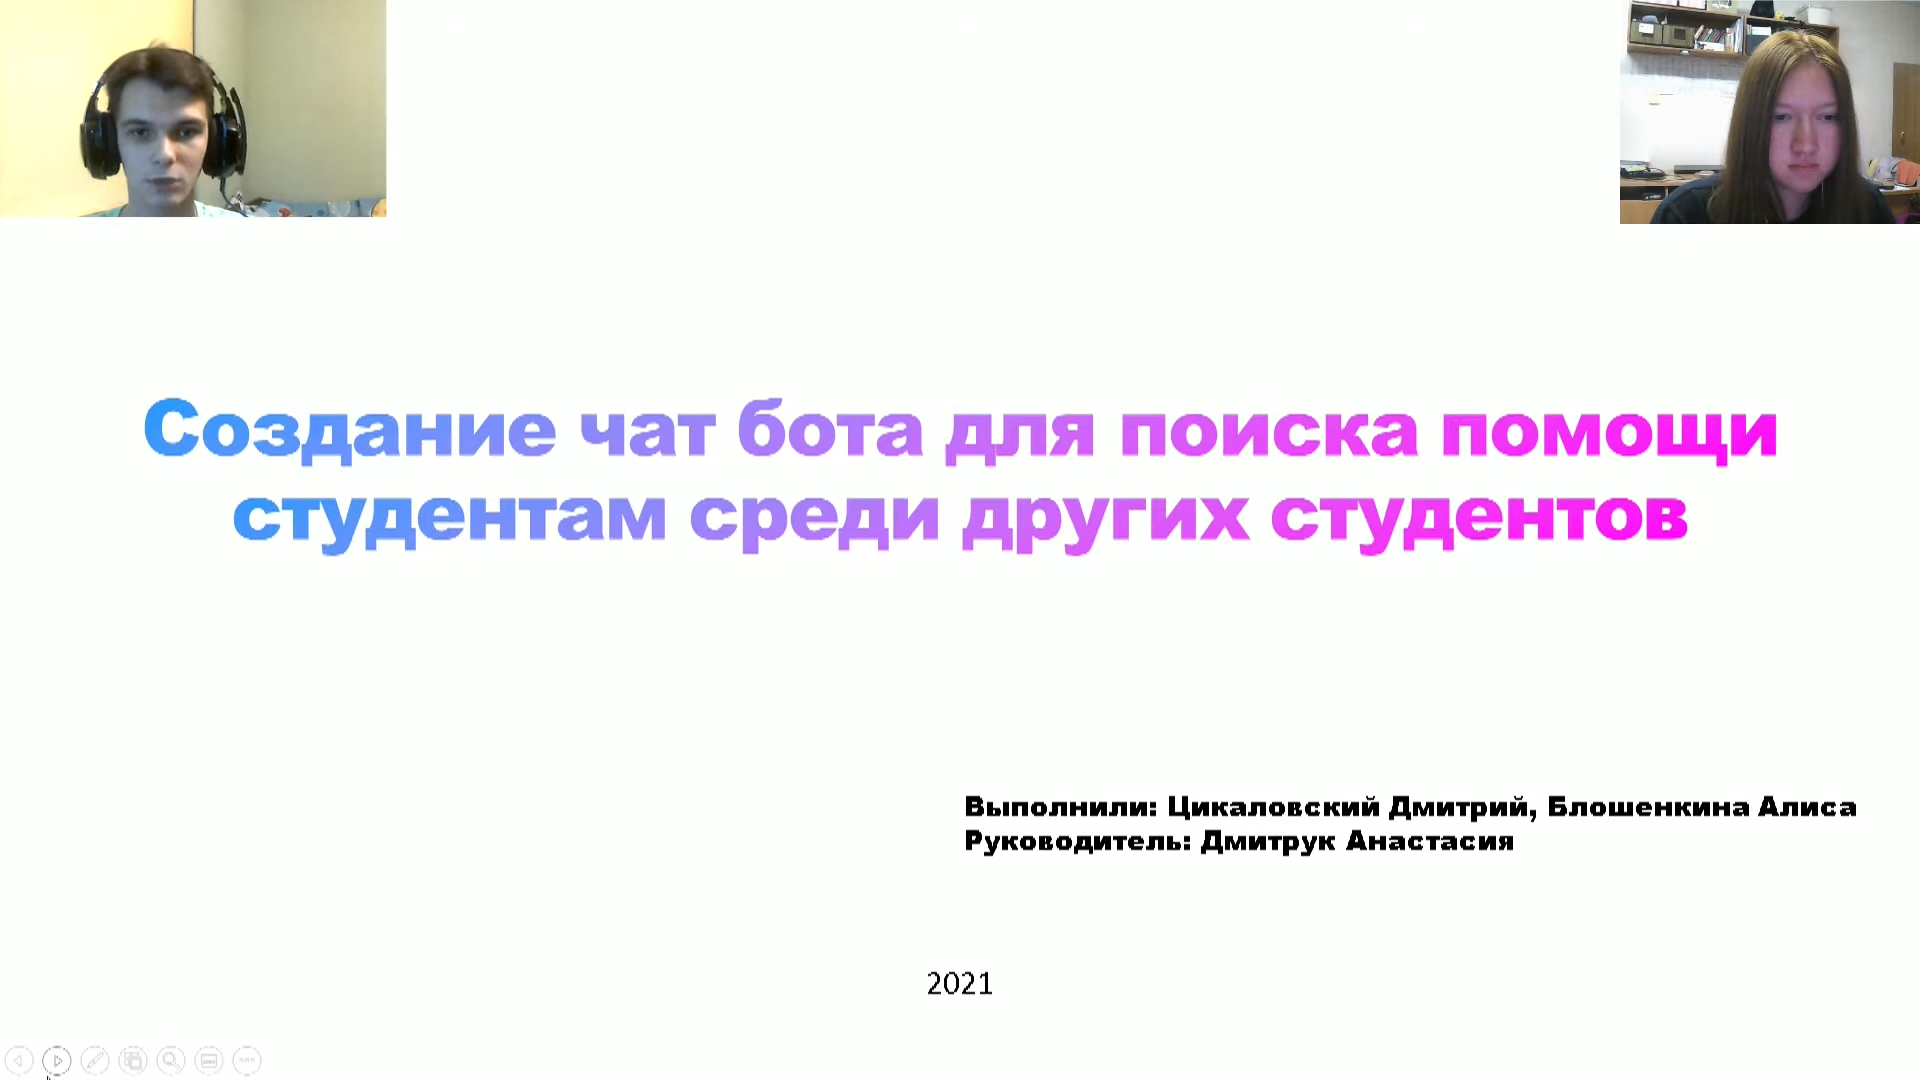 Создание чат бота для поиска помощи
студентам среди других студентов
Выполнили: Цикаловский Дмитрий, Блошенкина Алиса
Руководитель: Дмитрук Анастасия
2021